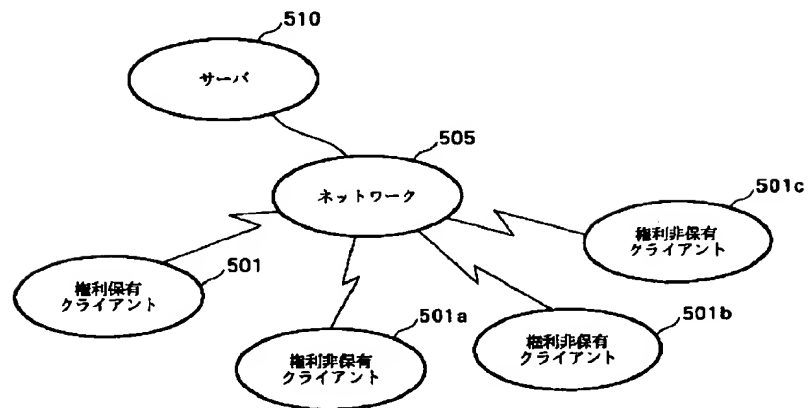 510
サーバ
505
ネットワーク
501c
権利非保有
クライアント
501
権利保有
クライアント
501a
権利非保有
クライアント
501b
権利非保有
クライアント